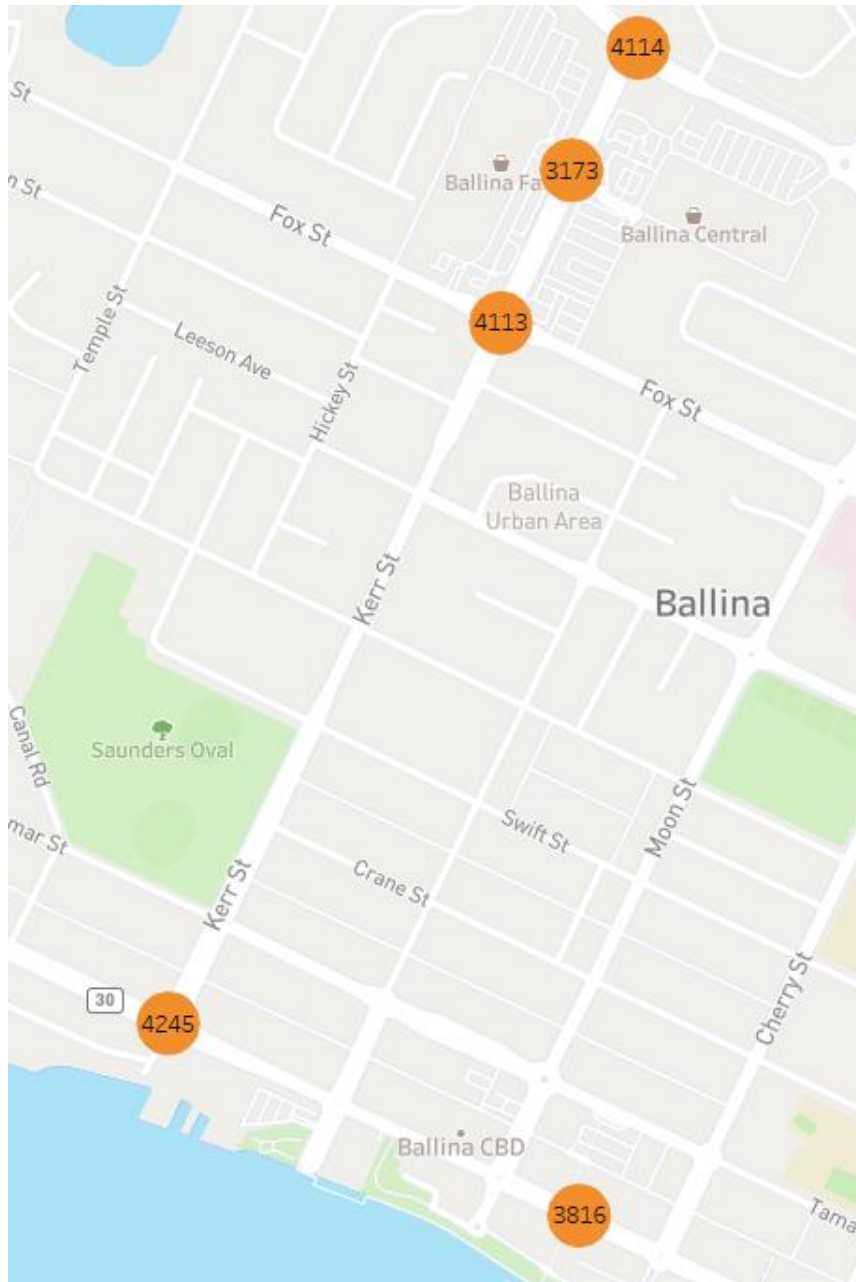 4114
St
3173
Ballina Fa
n St
Ballina Central
Fox St
4113
Temple St
Leeson Ave
Hickey St
Fox St
Ballina
Urban Area
Kerr St
Ballina
Canal Rd
Saunders Oval
Moon St
Swift St
mar St
Crane St
Kerr St
Cherry St
30
4245
Ballina CBD
3816
Tama